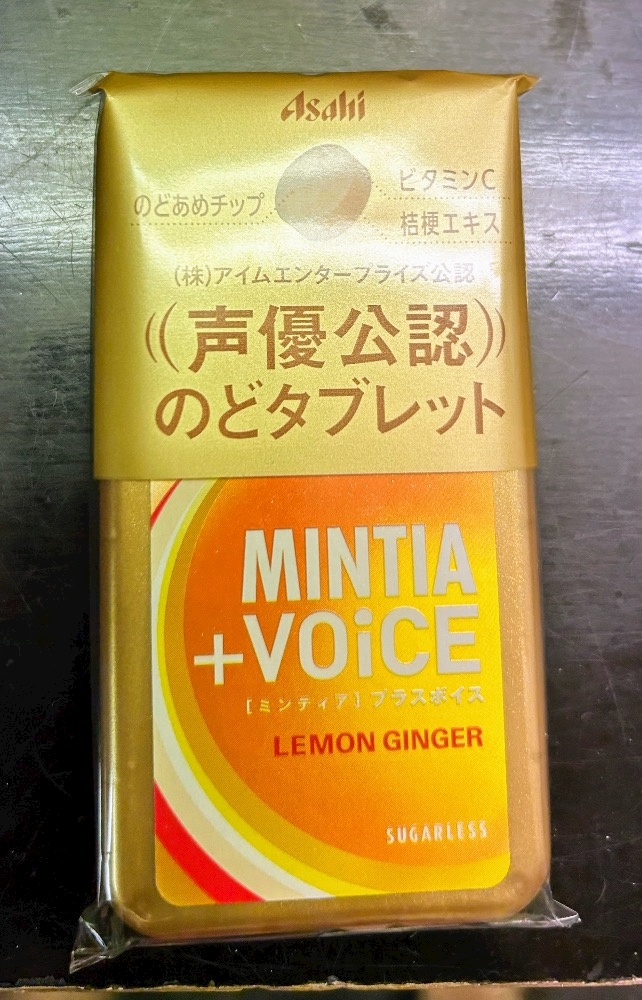 Asahi
のどあめチップ
ビタミンC
桔梗エキス
(株)アイムエンタープライズ公認
((声優公認))
のどタブレット
MINTIA
+VOiCE
[ミンティア]プラスボイス
LEMON GINGER
SUGARLESS